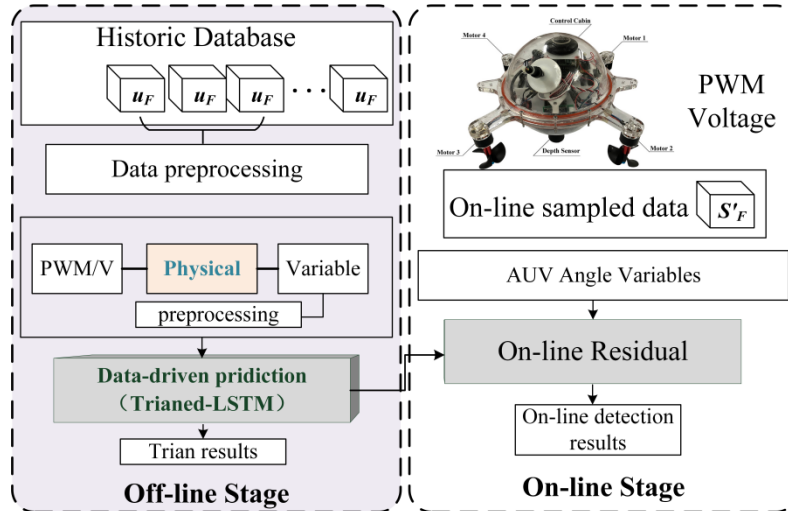 Historic Database
u_F u_F u_F ··· u_F
Data preprocessing
PWM/V
Physical
Variable
preprocessing
Data-driven pridiction
（Trianed-LSTM）
Trian results
Off-line Stage
Control Cabin
Motor 4
Motor 1
Motor 3
Depth Sensor
Motor 2
PWM
Voltage
On-line sampled data
S'_F
AUV Angle Variables
On-line Residual
On-line detection
results
On-line Stage